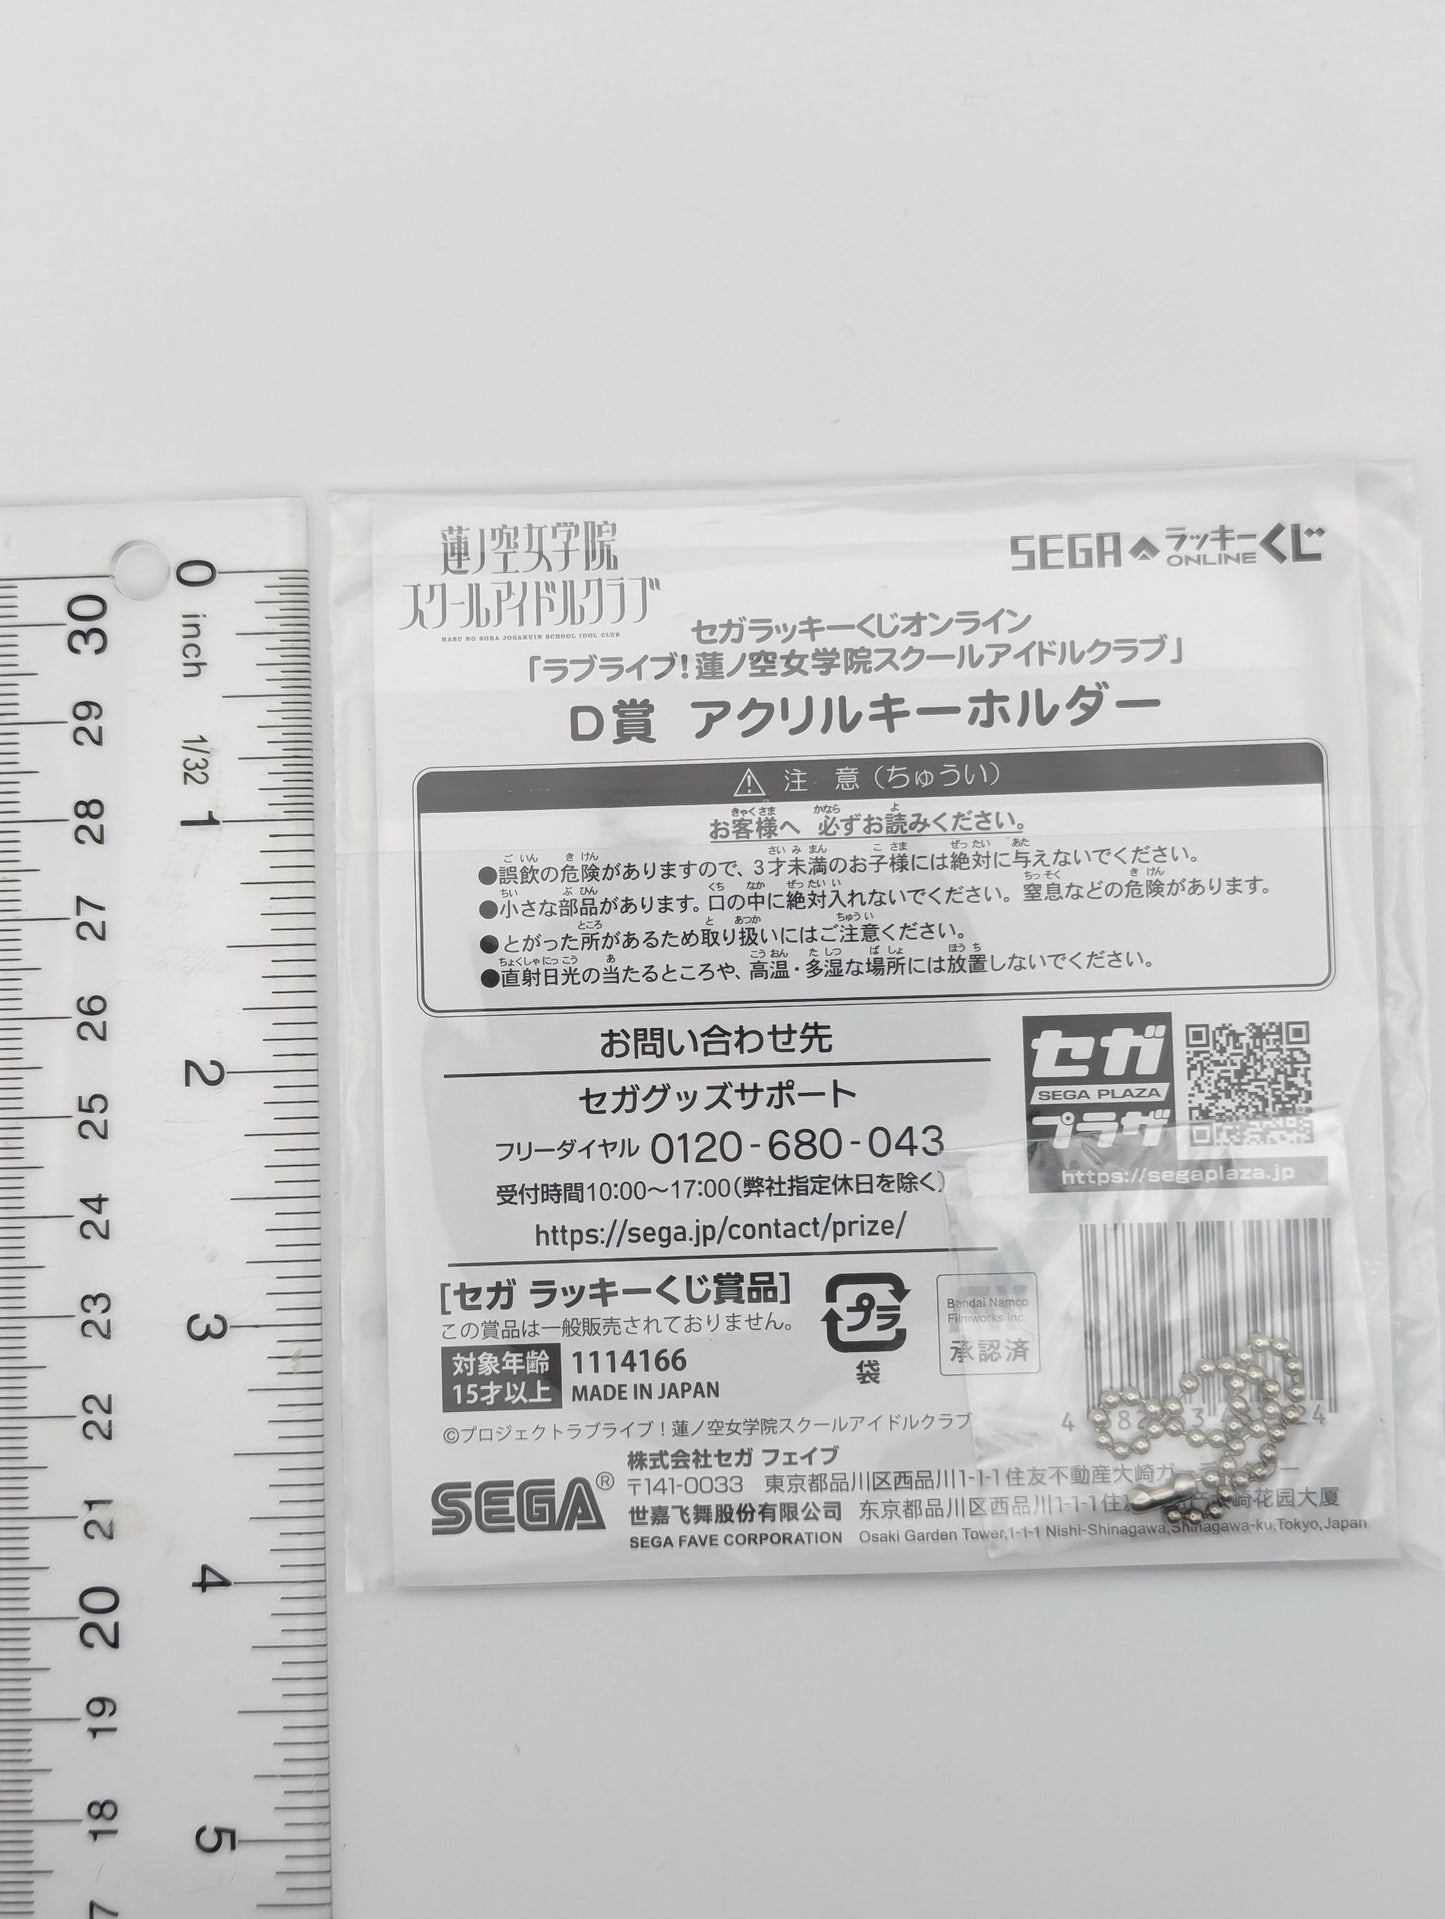 蓮ノ空女学院
スクールアイドルクラブ
HASU NO SORA JOGAKUIN SCHOOL IDOL CLUB
SEGA ラッキーくじ
ONLINE
セガラッキーくじオンライン
「ラブライブ!蓮ノ空女学院スクールアイドルクラブ」
D賞 アクリルキーホルダー
注 意(ちゅうい)
お客様へ 必ずお読みください。
●誤飲の危険がありますので、3才未満のお子様には絶対に与えないでください。
●小さな部品があります。口の中に絶対入れないでください。窒息などの危険があります。
●とがった所があるため取り扱いにはご注意ください。
●直射日光の当たるところや、高温・多湿な場所には放置しないでください。
お問い合わせ先
セガグッズサポート
フリーダイヤル 0120-680-043
受付時間10:00〜17:00(弊社指定休日を除く)
https://sega.jp/contact/prize/
セガ
SEGA PLAZA
プラザ
https://segaplaza.jp
[セガ ラッキーくじ賞品]
この賞品は一般販売されておりません。
対象年齢
15才以上
1114166
MADE IN JAPAN
プラ
袋
Bandai Namco
Filmworks Inc.
承認済
©プロジェクトラブライブ!蓮ノ空女学院スクールアイドルクラブ
SEGA®
株式会社セガ フェイブ
〒141-0033 東京都品川区西品川1-1-1住友不動産大崎ガ
世嘉飞舞股份有限公司 东京都品川区西品川1-1-1住
崎花园大厦
SEGA FAVE CORPORATION Osaki Garden Tower,1-1-1 Nishi-Shinagawa,Shinagawa-ku,Tokyo,Japan
0 inch 1/32 1 2 3 4 5
30 29 28 27 26 25 24 23 22 21 20 19 18